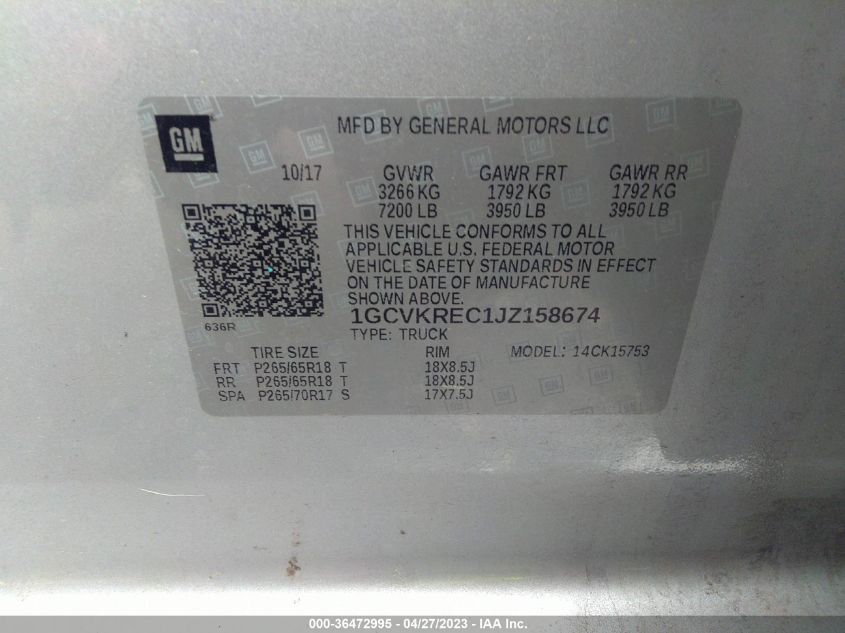 GM
MFD BY GENERAL MOTORS LLC
10/17 GVWR GAWR FRT GAWR RR
3266 KG 1792 KG 1792 KG
7200 LB 3950 LB 3950 LB
THIS VEHICLE CONFORMS TO ALL
APPLICABLE U.S. FEDERAL MOTOR
VEHICLE SAFETY STANDARDS IN EFFECT
ON THE DATE OF MANUFACTURE
SHOWN ABOVE.
636R
1GCVKREC1JZ158674
TYPE: TRUCK
TIRE SIZE RIM MODEL: 14CK15753
FRT P265/65R18 T 18X8.5J
RR P265/65R18 T 18X8.5J
SPA P265/70R17 S 17X7.5J
000-36472995 - 04/27/2023 - IAA Inc.